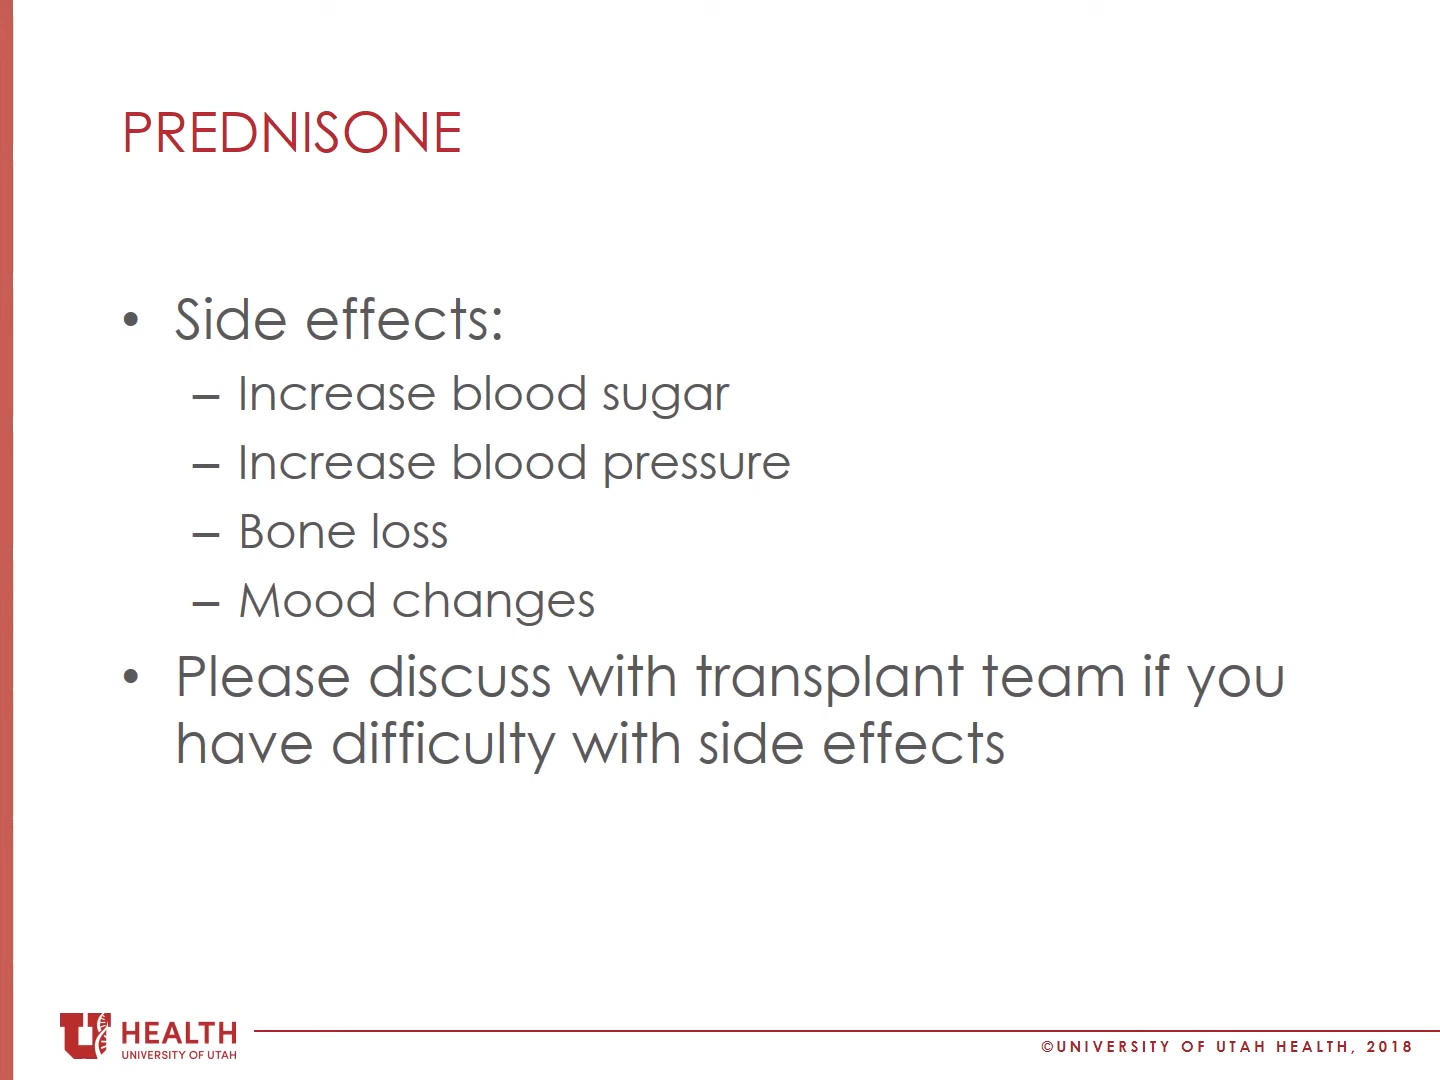 PREDNISONE
• Side effects:
– Increase blood sugar
– Increase blood pressure
– Bone loss
– Mood changes
• Please discuss with transplant team if you
have difficulty with side effects
U HEALTH
UNIVERSITY OF UTAH
©UNIVERSITY OF UTAH HEALTH, 2018